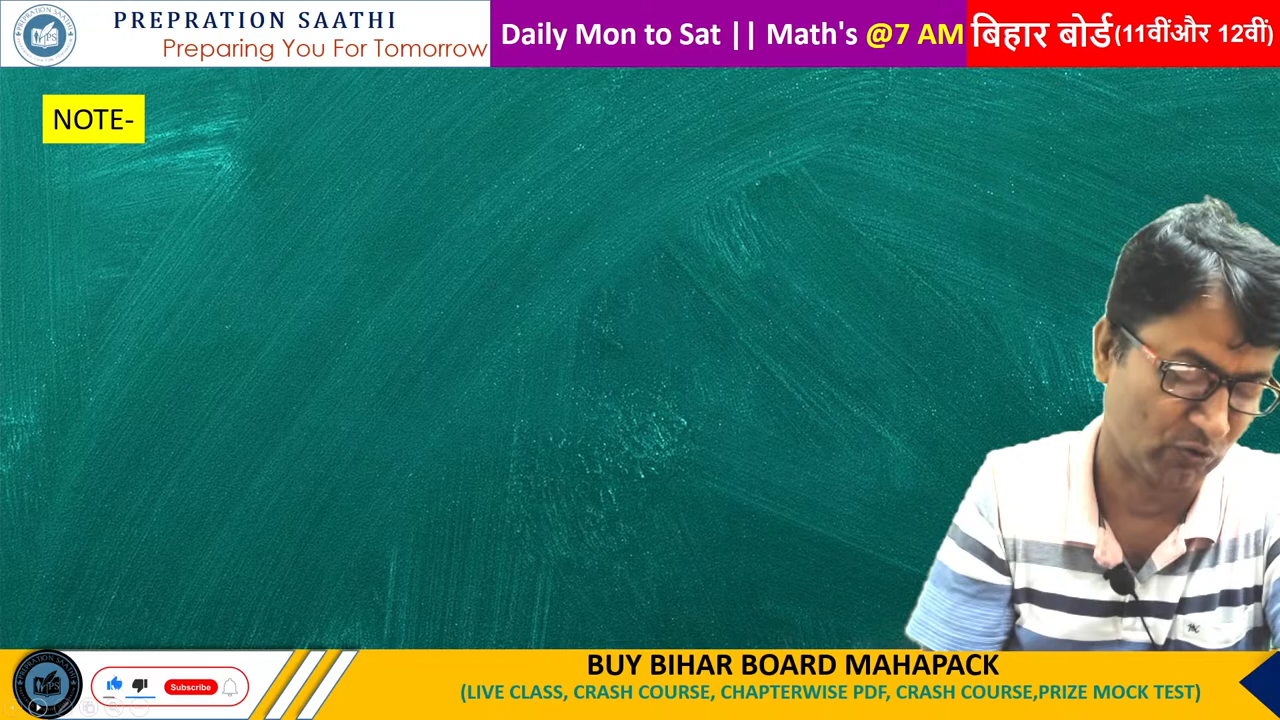 PREPRATION SAATHI
Preparing You For Tomorrow
Daily Mon to Sat || Math's @7 AM
बिहार बोर्ड(11वींऔर 12वीं)
NOTE-
BUY BIHAR BOARD MAHAPACK
(LIVE CLASS, CRASH COURSE, CHAPTERWISE PDF, CRASH COURSE,PRIZE MOCK TEST)
Subscribe